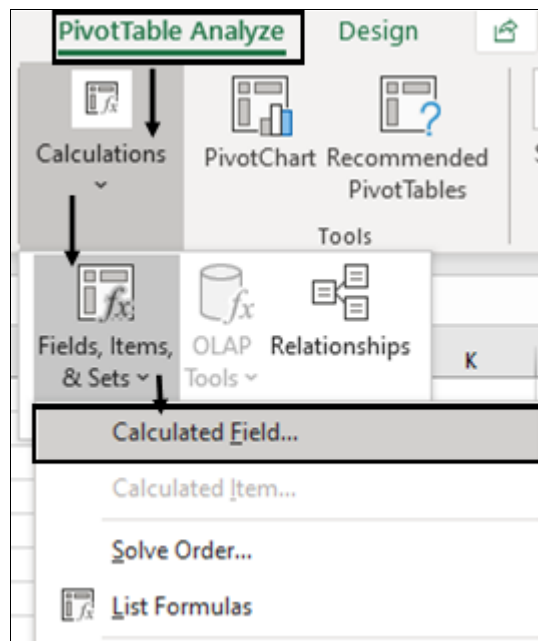 PivotTable Analyze Design
Calculations
PivotChart Recommended
PivotTables
Tools
Fields, Items,
& Sets
OLAP
Tools
Relationships
K
Calculated Field...
Calculated Item...
Solve Order...
List Formulas